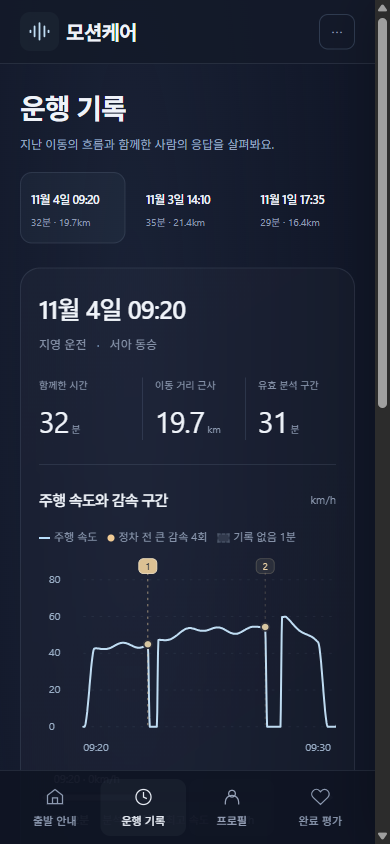 모션케어
...
운행 기록
지난 이동의 흐름과 함께한 사람의 응답을 살펴봐요.
11월 4일 09:20
32분 · 19.7km
11월 3일 14:10
35분 · 21.4km
11월 1일 17:35
29분 · 16.4km
11월 4일 09:20
지영 운전 · 서아 동승
함께한 시간
32분
이동 거리 근사
19.7km
유효 분석 구간
31분
주행 속도와 감속 구간
km/h
주행 속도
정차 전 큰 감속 4회
기록 없음 1분
1
2
80
60
40
20
0
09:20
09:30
09:20 · 0km/h
출발 안내
운행 기록
프로필
완료 평가